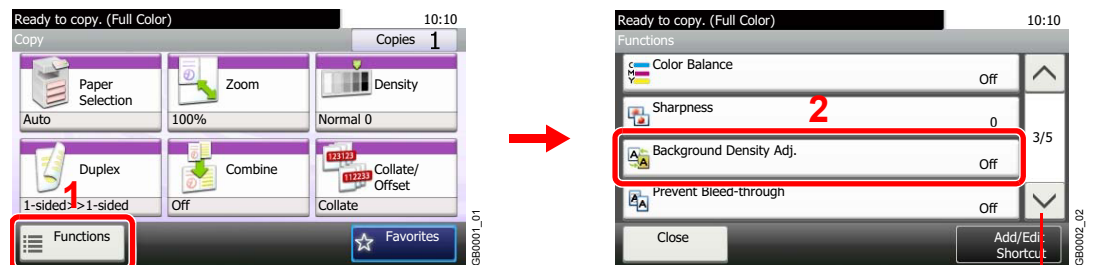 Ready to copy. (Full Color) 10:10
Copy Copies 1
Paper Selection
Auto
Zoom
100%
Density
Normal 0
Duplex
1-sided>>1-sided
Combine
Off
123123
112233
Collate/
Offset
Collate
1
Functions
Favorites
GB0001_01
Ready to copy. (Full Color) 10:10
Functions
C
M
Y
Color Balance
Off
Sharpness
0
2
3/5
A A
Background Density Adj.
Off
A A
Prevent Bleed-through
Off
Close
Add/Edit
Shortcut
GB0002_02